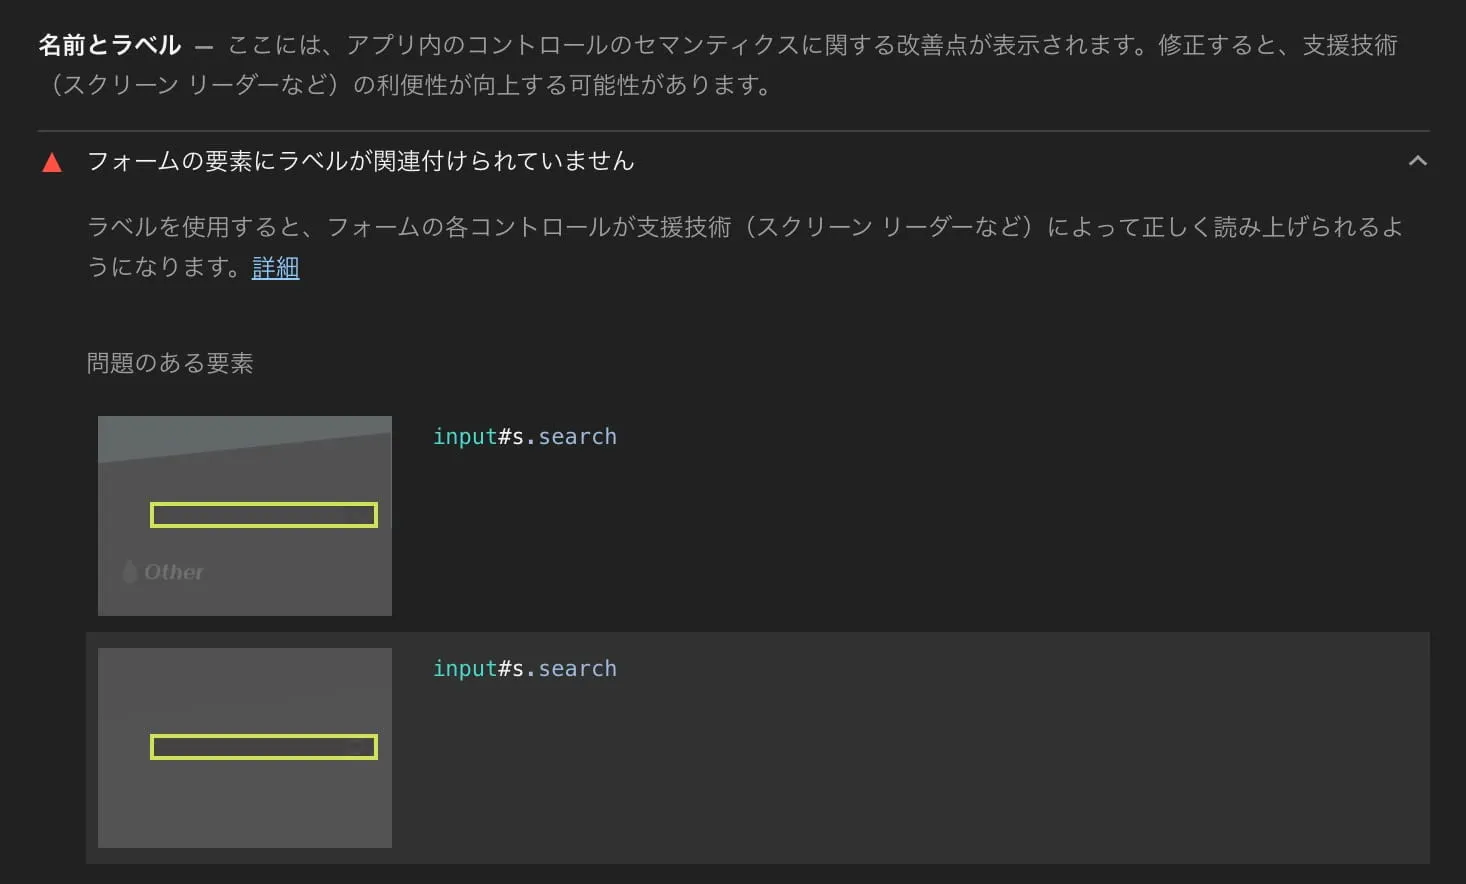 名前とラベル — ここには、アプリ内のコントロールのセマンティクスに関する改善点が表示されます。修正すると、支援技術
（スクリーン リーダーなど）の利便性が向上する可能性があります。
フォームの要素にラベルが関連付けられていません
ラベルを使用すると、フォームの各コントロールが支援技術（スクリーン リーダーなど）によって正しく読み上げられるよ
うになります。詳細
問題のある要素
input#s.search
Other
input#s.search